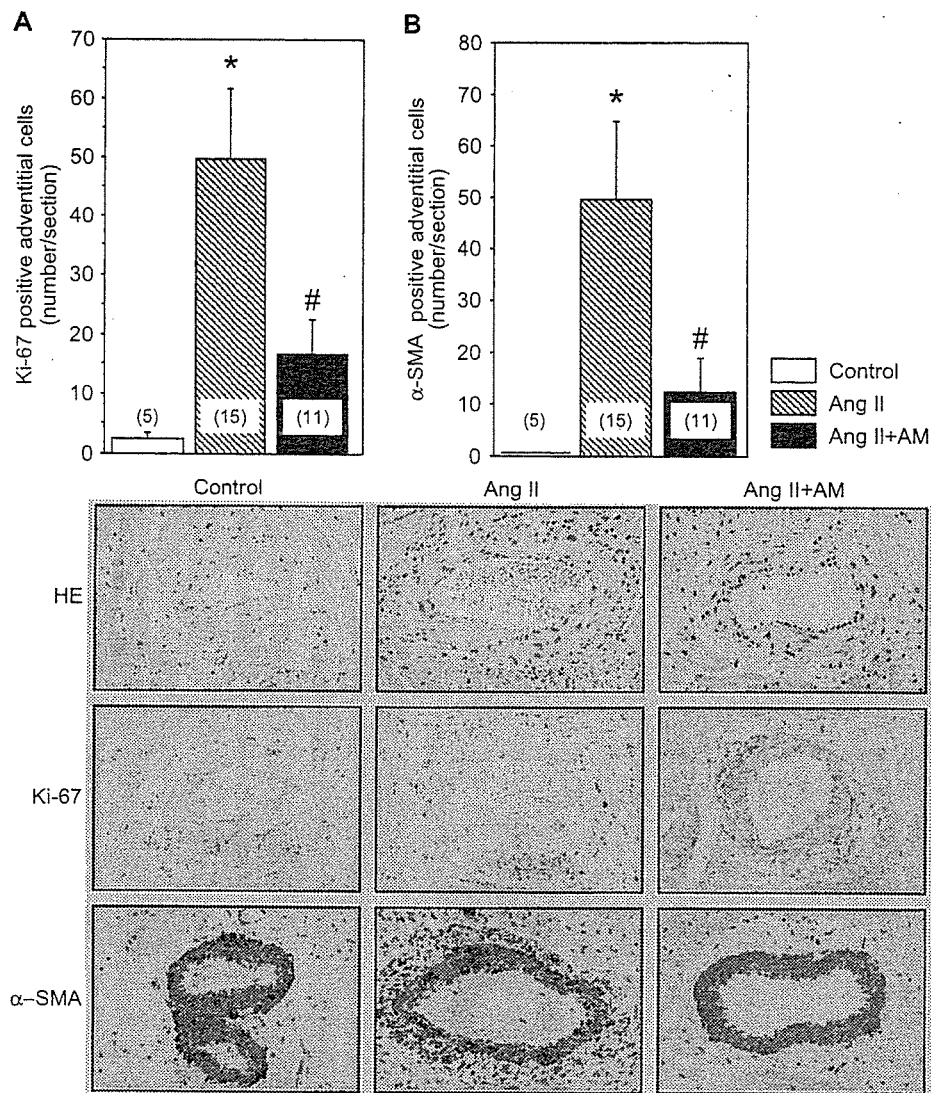 A
Ki-67 positive adventitial cells
(number/section)
70
60
50
40
30
20
10
0
*
#
(5)
(15)
(11)
B
α-SMA positive adventitial cells
(number/section)
80
70
60
50
40
30
20
10
0
*
#
(5)
(15)
(11)
Control
Ang II
Ang II+AM
Control
Ang II
Ang II+AM
HE
Ki-67
α–SMA